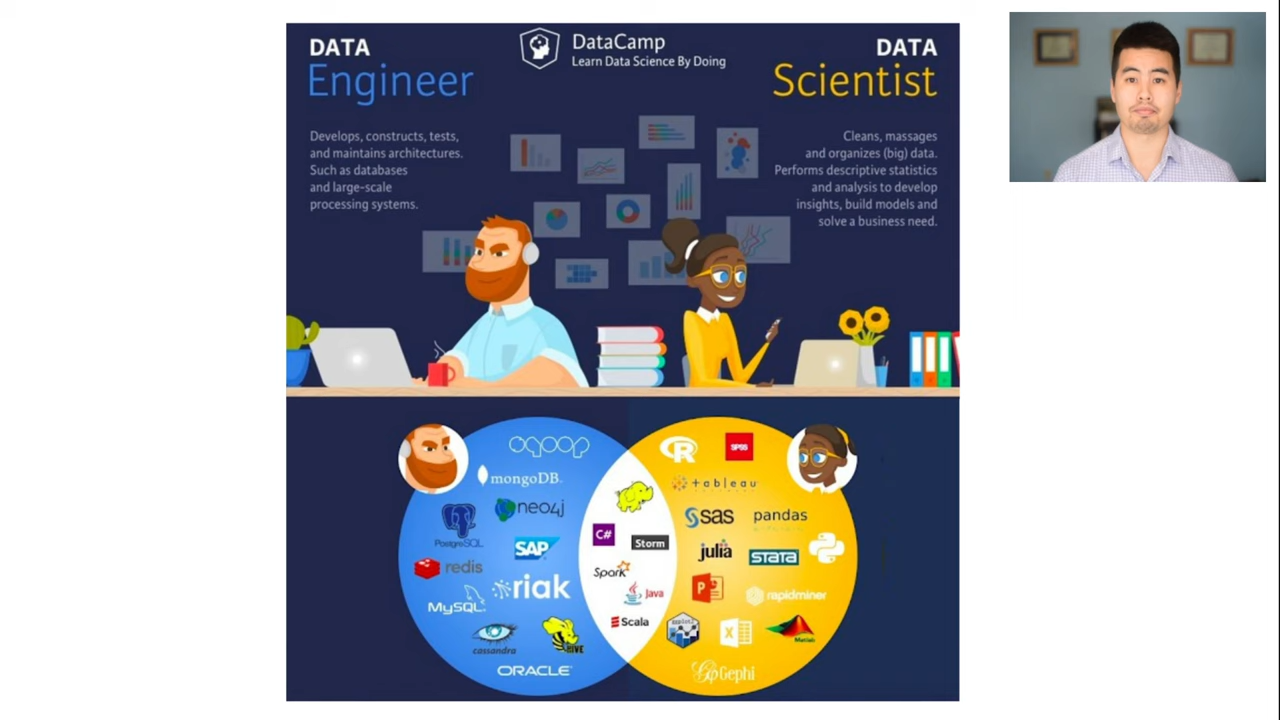 DATA
Engineer
DataCamp
Learn Data Science By Doing
DATA
Scientist
Develops, constructs, tests,
and maintains architectures.
Such as databases
and large-scale
processing systems.
Cleans, massages
and organizes (big) data.
Performs descriptive statistics
and analysis to develop
insights, build models and
solve a business need.
sqoop
mongoDB
neo4j
PostgreSQL
SAP
redis
riak
MySQL
cassandra
HIVE
ORACLE
C#
Storm
Spark
Java
Scala
R
SPSS
tableau
sas
pandas
julia
STATA
P
rapidminer
ggplot2
X
Matlab
Gephi